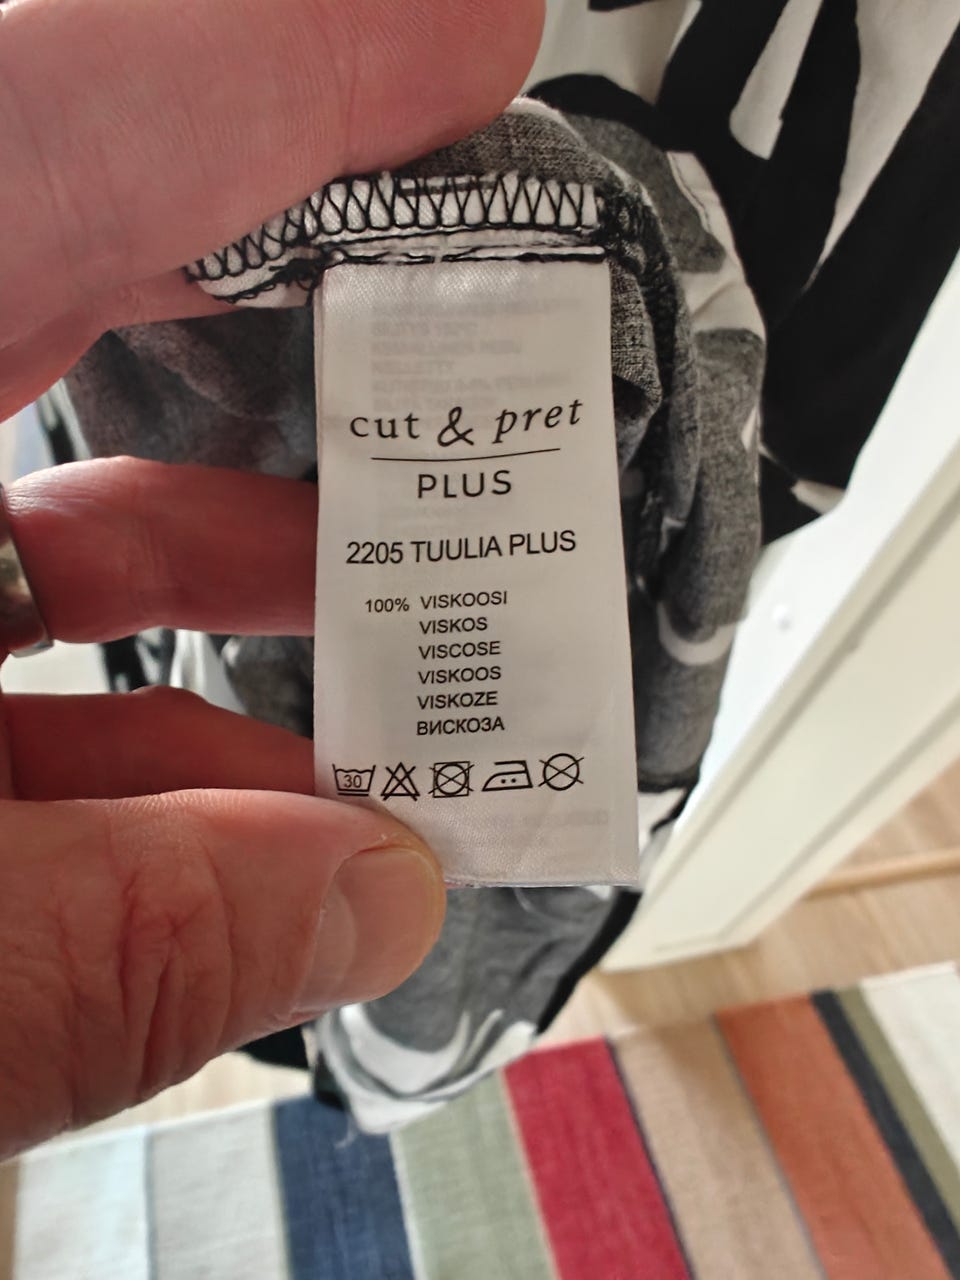 cut & pret
PLUS
2205 TUULIA PLUS
100% VISKOOSI
VISKOS
VISCOSE
VISKOOS
VISKOZE
ВИСКОЗА
30